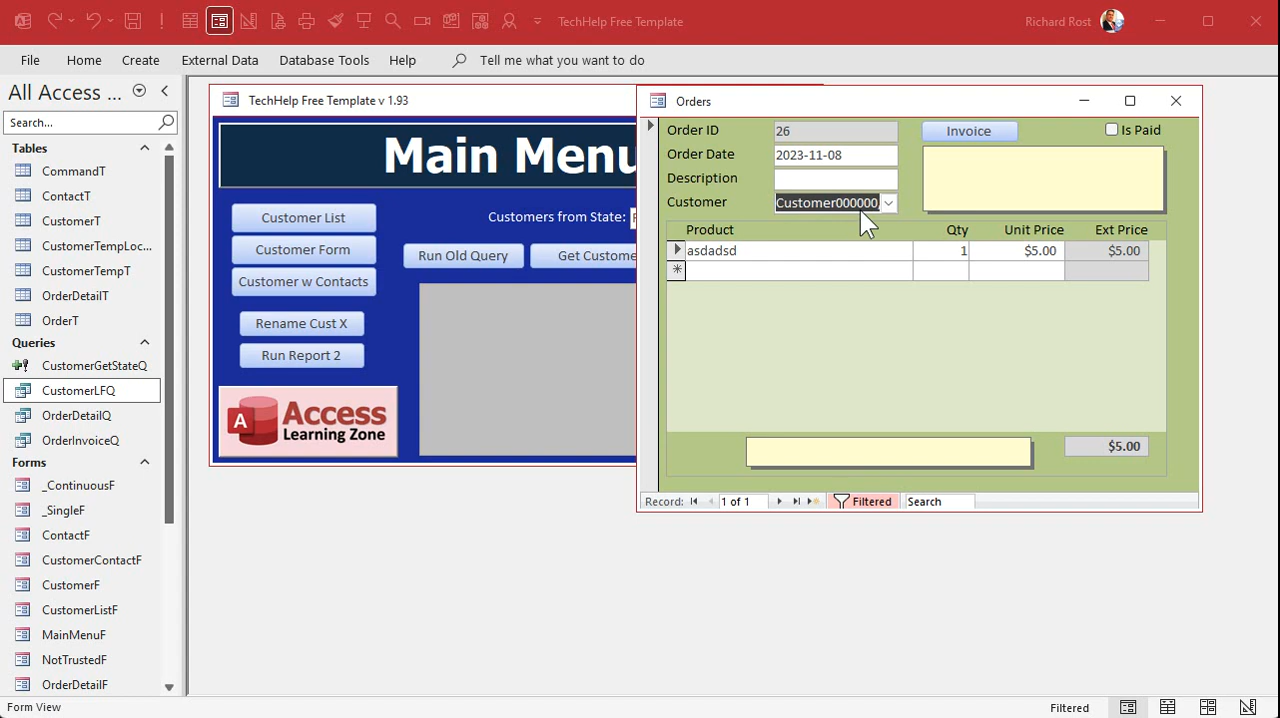 TechHelp Free Template
Richard Rost
File Home Create External Data Database Tools Help Tell me what you want to do
All Access ...
Search...
Tables
CommandT
ContactT
CustomerT
CustomerTempLoc...
CustomerTempT
OrderDetailT
OrderT
Queries
CustomerGetStateQ
CustomerLFQ
OrderDetailQ
OrderInvoiceQ
Forms
_ContinuousF
_SingleF
ContactF
CustomerContactF
CustomerF
CustomerListF
MainMenuF
NotTrustedF
OrderDetailF
TechHelp Free Template v 1.93
Main Menu
Customer List
Customer Form
Customer w Contacts
Rename Cust X
Run Report 2
Customers from State:
Run Old Query
Get Custome
Access
Learning Zone
Orders
Order ID 26
Order Date 2023-11-08
Description
Customer Customer000000
Invoice
Is Paid
Product Qty Unit Price Ext Price
asdadsd 1 $5.00 $5.00
$5.00
Record: 1 of 1 Filtered Search
Form View
Filtered